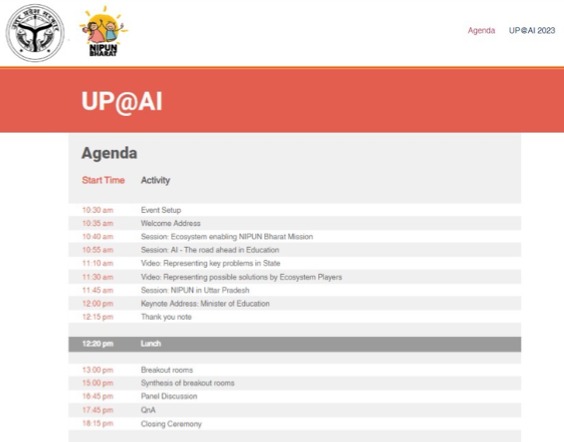 उत्तर प्रदेश सरकार
NIPUN
BHARAT
Agenda UP@AI 2023
UP@AI
Agenda
Start Time Activity
10:30 am Event Setup
10:35 am Welcome Address
10:40 am Session: Ecosystem enabling NIPUN Bharat Mission
10:55 am Session: AI - The road ahead in Education
11:10 am Video: Representing key problems in State
11:30 am Video: Representing possible solutions by Ecosystem Players
11:45 am Session: NIPUN in Uttar Pradesh
12:00 pm Keynote Address: Minister of Education
12:15 pm Thank you note
12:20 pm Lunch
13:00 pm Breakout rooms
15:00 pm Synthesis of breakout rooms
16:45 pm Panel Discussion
17:45 pm QnA
18:15 pm Closing Ceremony